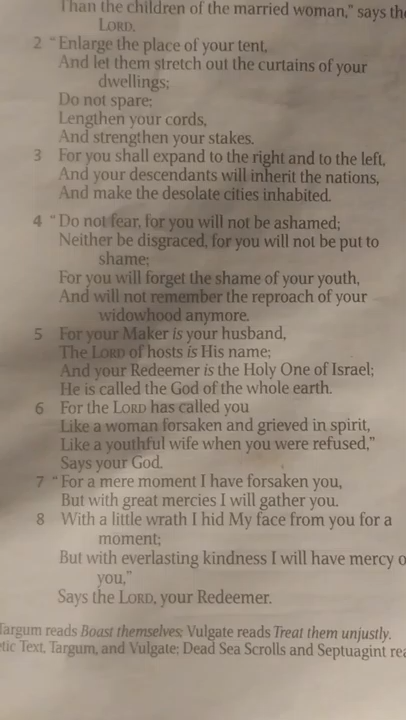 Than the children of the married woman," says the
LORD.
2 "Enlarge the place of your tent,
And let them stretch out the curtains of your
dwellings;
Do not spare;
Lengthen your cords,
And strengthen your stakes.
3 For you shall expand to the right and to the left,
And your descendants will inherit the nations,
And make the desolate cities inhabited.
4 "Do not fear, for you will not be ashamed;
Neither be disgraced, for you will not be put to
shame;
For you will forget the shame of your youth,
And will not remember the reproach of your
widowhood anymore.
5 For your Maker is your husband,
The LORD of hosts is His name;
And your Redeemer is the Holy One of Israel;
He is called the God of the whole earth.
6 For the LORD has called you
Like a woman forsaken and grieved in spirit,
Like a youthful wife when you were refused,"
Says your God.
7 "For a mere moment I have forsaken you,
But with great mercies I will gather you.
8 With a little wrath I hid My face from you for a
moment;
But with everlasting kindness I will have mercy o
you,"
Says the LORD, your Redeemer.
Targum reads Boast themselves; Vulgate reads Treat them unjustly.
etic Text, Targum, and Vulgate; Dead Sea Scrolls and Septuagint rea